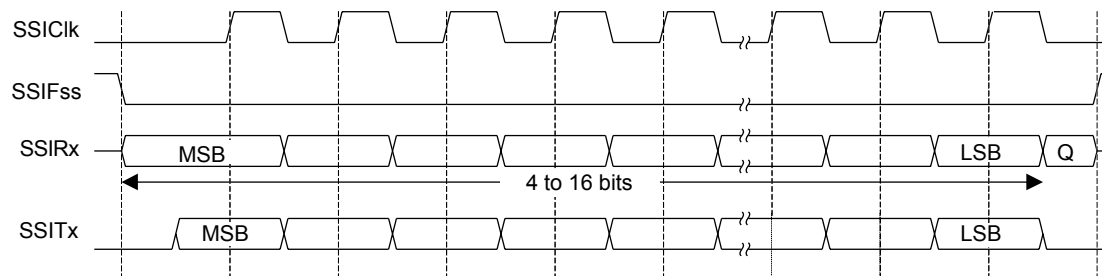 SSIClk
SSIFss
SSIRx
MSB
LSB
Q
4 to 16 bits
SSITx
MSB
LSB